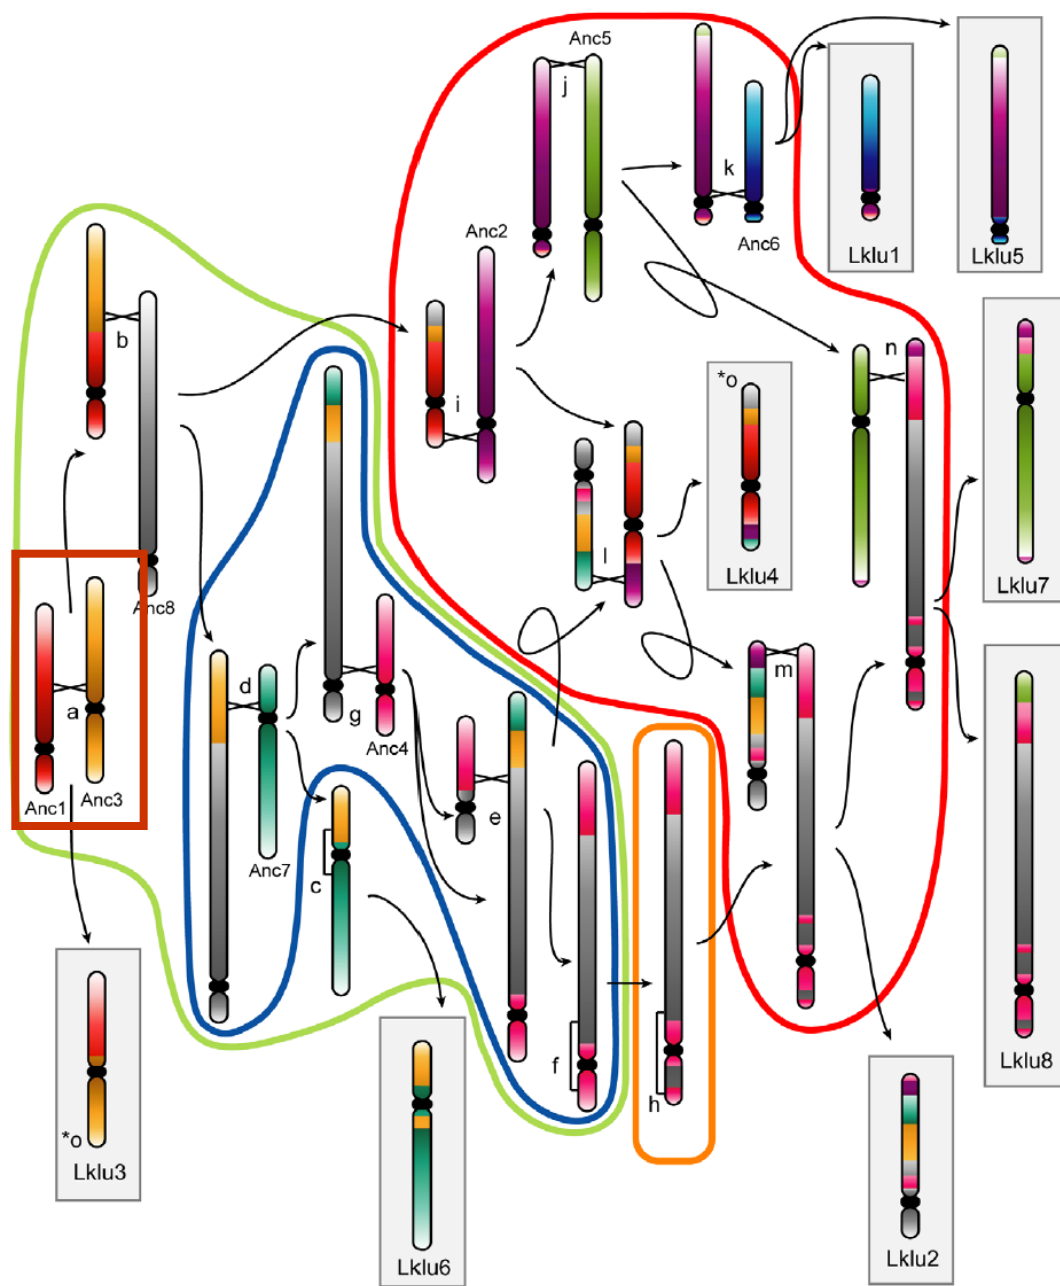 Anc5
j
k
Anc6
Lklu1
Lklu5
Anc2
b
i
n
*o
Lklu4
Lklu7
Anc8
l
a
Anc1
Anc3
d
g
Anc4
m
Anc7
c
e
f
h
*o
Lklu3
Lklu6
Lklu8
Lklu2